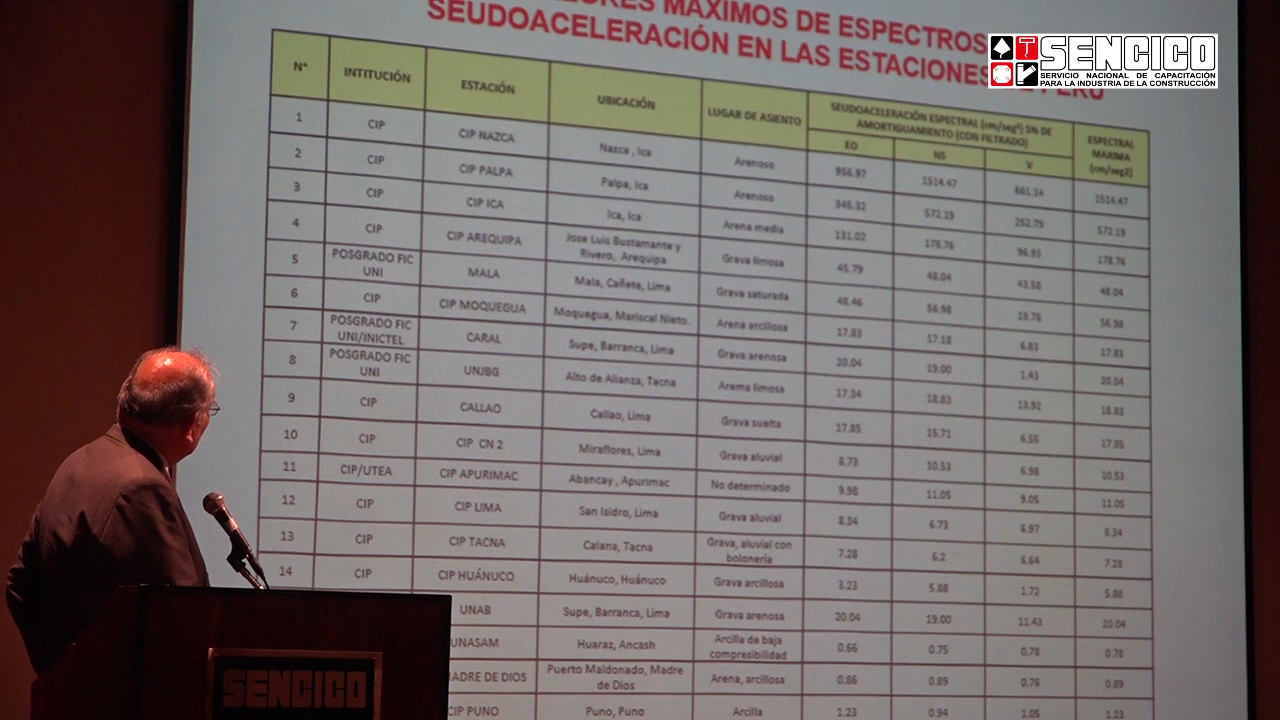 VALORES MÁXIMOS DE ESPECTROS
SEUDOACELERACIÓN EN LAS ESTACIONES PERÚ
SENCICO
SERVICIO NACIONAL DE CAPACITACIÓN
PARA LA INDUSTRIA DE LA CONSTRUCCIÓN
N° INTITUCIÓN ESTACIÓN UBICACIÓN LUGAR DE ASIENTO SEUDOACELERACIÓN ESPECTRAL (cm/seg²) 5% DE AMORTIGUAMIENTO (CON FILTRADO) ESPECTRAL MAXIMA (cm/seg2)
EO NS V
1 CIP CIP NAZCA Nazca , Ica Arenoso 956.97 1514.47 661.14 1514.47
2 CIP CIP PALPA Palpa, Ica Arenoso 345.32 572.19 252.79 572.19
3 CIP CIP ICA Ica, Ica Arena media 131.02 178.76 96.93 178.76
4 CIP CIP AREQUIPA Jose Luis Bustamante y Rivero, Arequipa Grava limosa 45.79 48.04 43.58 48.04
5 POSGRADO FIC UNI MALA Mala, Cañete, Lima Grava saturada 48.46 56.98 19.78 56.98
6 CIP CIP MOQUEGUA Moquegua, Mariscal Nieto. Arena arcillosa 17.83 17.18 6.83 17.83
7 POSGRADO FIC UNI/INICTEL CARAL Supe, Barranca, Lima Grava arenosa 20.04 19.00 1.43 20.04
8 POSGRADO FIC UNI UNJBG Alto de Alianza, Tacna Arema limosa 17.34 18.83 13.92 18.83
9 CIP CALLAO Callao, Lima Grava suelta 17.85 15.71 6.55 17.85
10 CIP CIP CN 2 Miraflores, Lima Grava aluvial 8.73 10.53 6.98 10.53
11 CIP/UTEA CIP APURIMAC Abancay , Apurimac No determinado 9.98 11.05 9.05 11.05
12 CIP CIP LIMA San Isidro, Lima Grava aluvial 8.34 6.73 6.97 8.34
13 CIP CIP TACNA Calana, Tacna Grava, aluvial con boloneria 7.28 6.2 6.64 7.28
14 CIP CIP HUÁNUCO Huánuco, Huánuco Grava arcillosa 3.23 5.88 1.72 5.88
UNAB Supe, Barranca, Lima Grava arenosa 20.04 19.00 11.43 20.04
UNASAM Huaraz, Ancash Arcilla de baja compresibilidad 0.66 0.75 0.78 0.78
MADRE DE DIOS Puerto Maldonado, Madre de Dios Arena, arcillosa 0.86 0.89 0.76 0.89
CIP PUNO Puno, Puno Arcilla 1.23 0.94 1.05 1.23
SENCICO